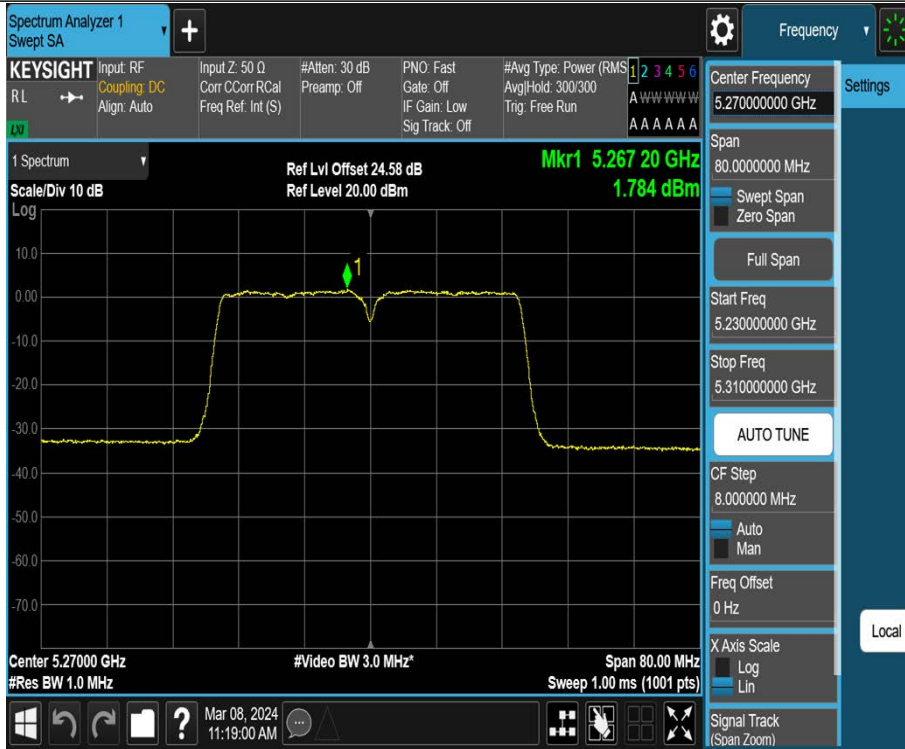 Spectrum Analyzer 1
Swept SA
+
Frequency
KEYSIGHT
R L
LXI
Input: RF
Coupling: DC
Align: Auto
Input Z: 50 Ω
Corr CCorr RCal
Freq Ref: Int (S)
#Atten: 30 dB
Preamp: Off
PNO: Fast
Gate: Off
IF Gain: Low
Sig Track: Off
#Avg Type: Power (RMS
Avg|Hold: 300/300
Trig: Free Run
1 2 3 4 5 6
A W W W W W
A A A A A A
1 Spectrum
Scale/Div 10 dB
Log
Ref Lvl Offset 24.58 dB
Ref Level 20.00 dBm
Mkr1 5.267 20 GHz
1.784 dBm
10.0
0.00
-10.0
-20.0
-30.0
-40.0
-50.0
-60.0
-70.0
1
Center 5.27000 GHz
#Res BW 1.0 MHz
#Video BW 3.0 MHz*
Span 80.00 MHz
Sweep 1.00 ms (1001 pts)
Center Frequency
5.270000000 GHz
Settings
Span
80.0000000 MHz
Swept Span
Zero Span
Full Span
Start Freq
5.230000000 GHz
Stop Freq
5.310000000 GHz
AUTO TUNE
CF Step
8.000000 MHz
Auto
Man
Freq Offset
0 Hz
Local
X Axis Scale
Log
Lin
Signal Track
(Span Zoom)
?
Mar 08, 2024
11:19:00 AM